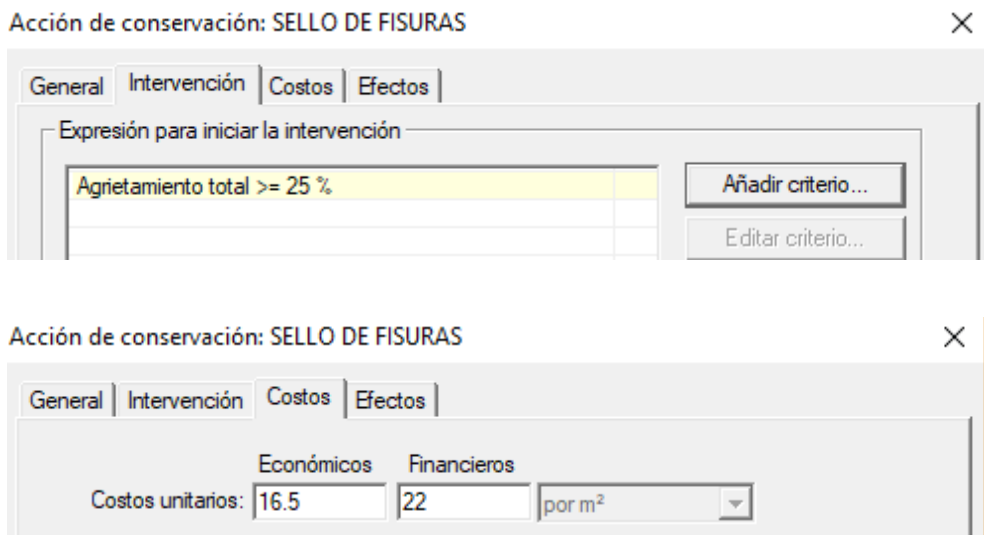 Acción de conservación: SELLO DE FISURAS
General Intervención Costos Efectos
Expresión para iniciar la intervención
Agrietamiento total >= 25 %
Añadir criterio...
Editar criterio...
Acción de conservación: SELLO DE FISURAS
General Intervención Costos Efectos
Económicos Financieros
Costos unitarios: 16.5 22 por m²